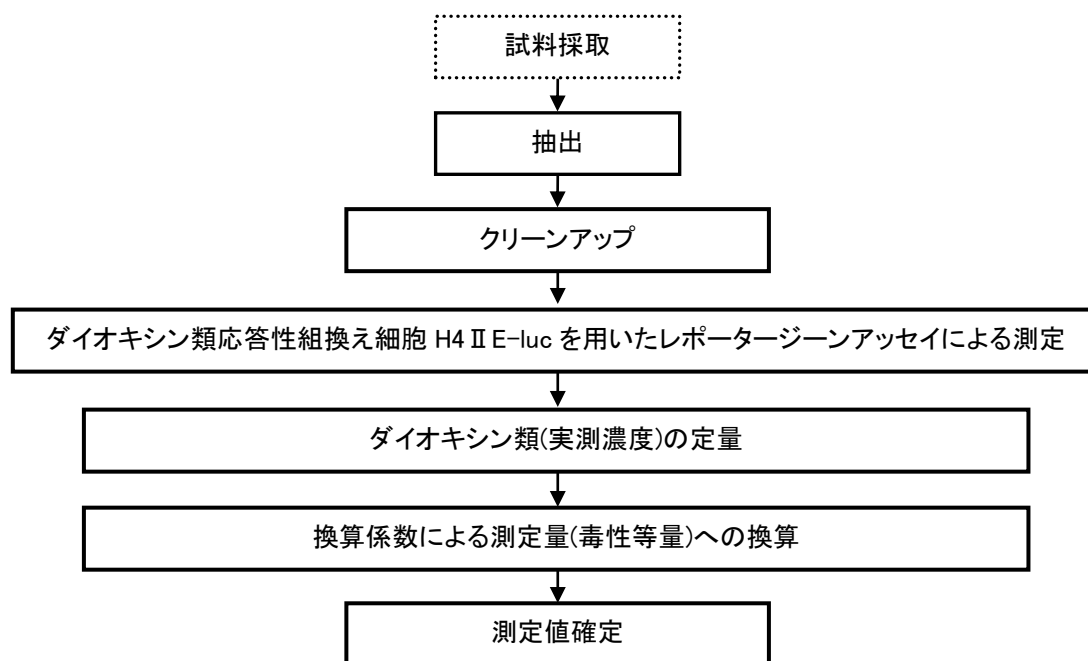 試料採取
抽出
クリーンアップ
ダイオキシン類応答性組換え細胞 H4ⅡE-luc を用いたレポータージーンアッセイによる測定
ダイオキシン類(実測濃度)の定量
換算係数による測定量(毒性等量)への換算
測定値確定